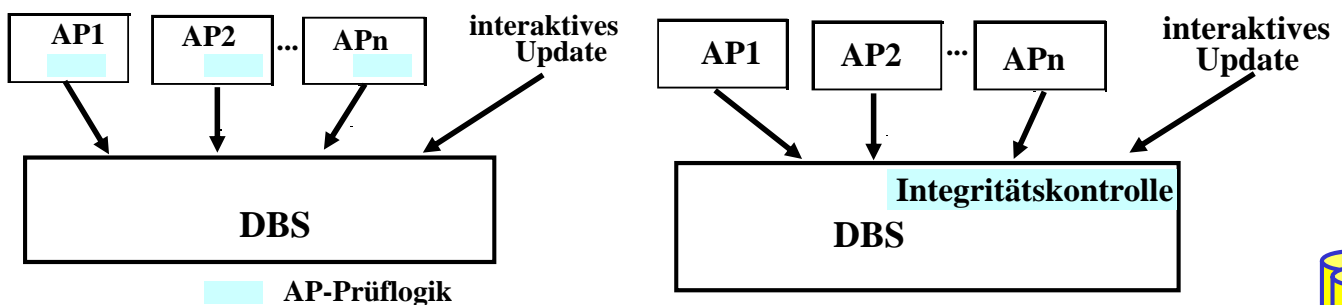 AP1 AP2 ... APn interaktives
Update
DBS
AP-Prüflogik
AP1 AP2 ... APn interaktives
Update
Integritätskontrolle
DBS